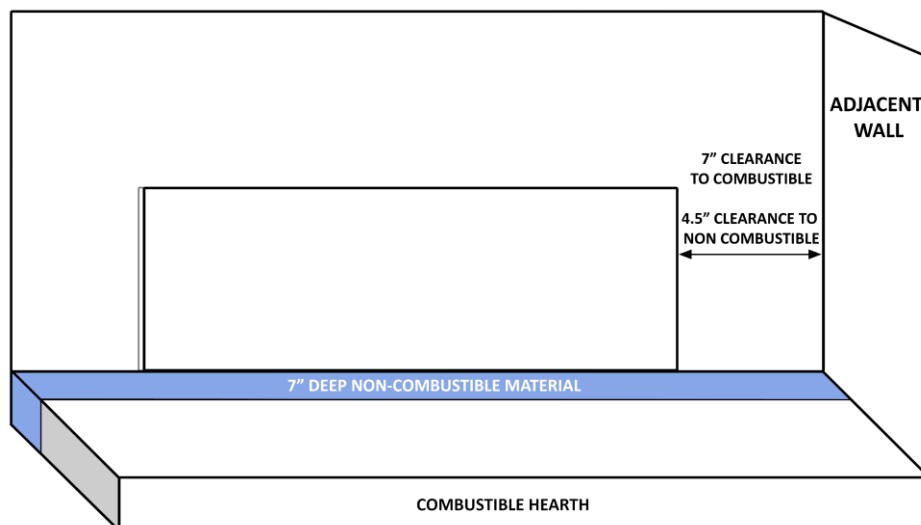 ADJACENT
WALL
7” CLEARANCE
TO COMBUSTIBLE
4.5” CLEARANCE TO
NON COMBUSTIBLE
7” DEEP NON-COMBUSTIBLE MATERIAL
COMBUSTIBLE HEARTH